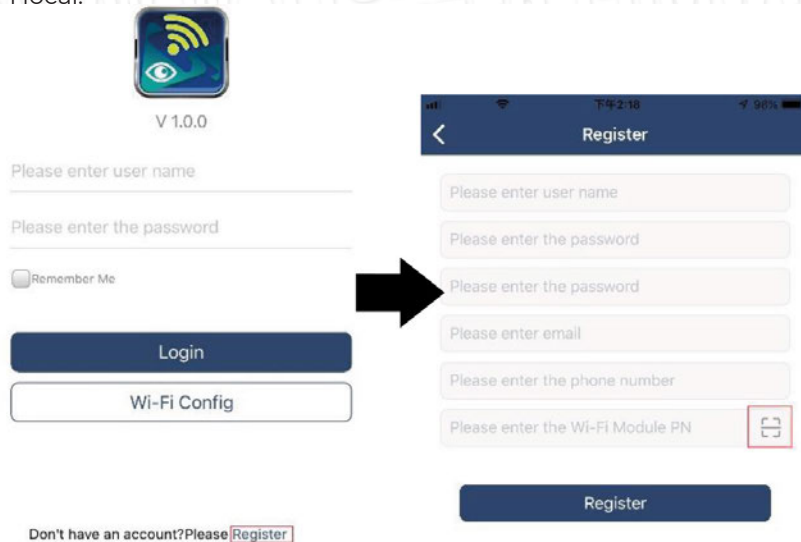 V 1.0.0
Please enter user name
Please enter the password
Remember Me
Login
Wi-Fi Config
Don't have an account?Please Register
下午2:18
96%
Register
Please enter user name
Please enter the password
Please enter the password
Please enter email
Please enter the phone number
Please enter the Wi-Fi Module PN
Register